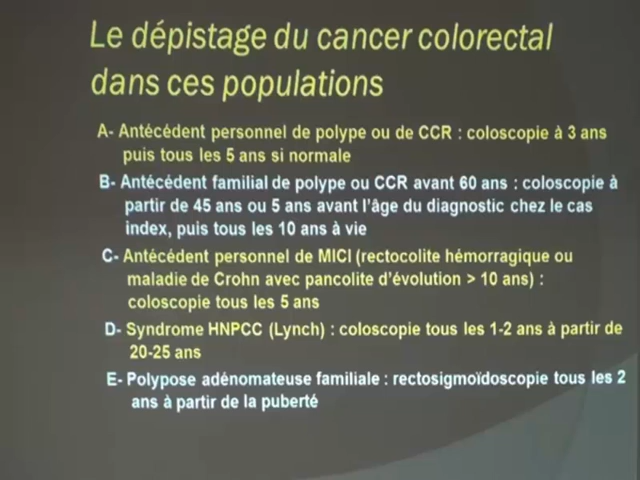 Le dépistage du cancer colorectal
dans ces populations
A- Antécédent personnel de polype ou de CCR : coloscopie à 3 ans
puis tous les 5 ans si normale
B- Antécédent familial de polype ou CCR avant 60 ans : coloscopie à
partir de 45 ans ou 5 ans avant l'âge du diagnostic chez le cas
index, puis tous les 10 ans à vie
C- Antécédent personnel de MICI (rectocolite hémorragique ou
maladie de Crohn avec pancolite d'évolution > 10 ans) :
coloscopie tous les 5 ans
D- Syndrome HNPCC (Lynch) : coloscopie tous les 1-2 ans à partir de
20-25 ans
E- Polypose adénomateuse familiale : rectosigmoïdoscopie tous les 2
ans à partir de la puberté